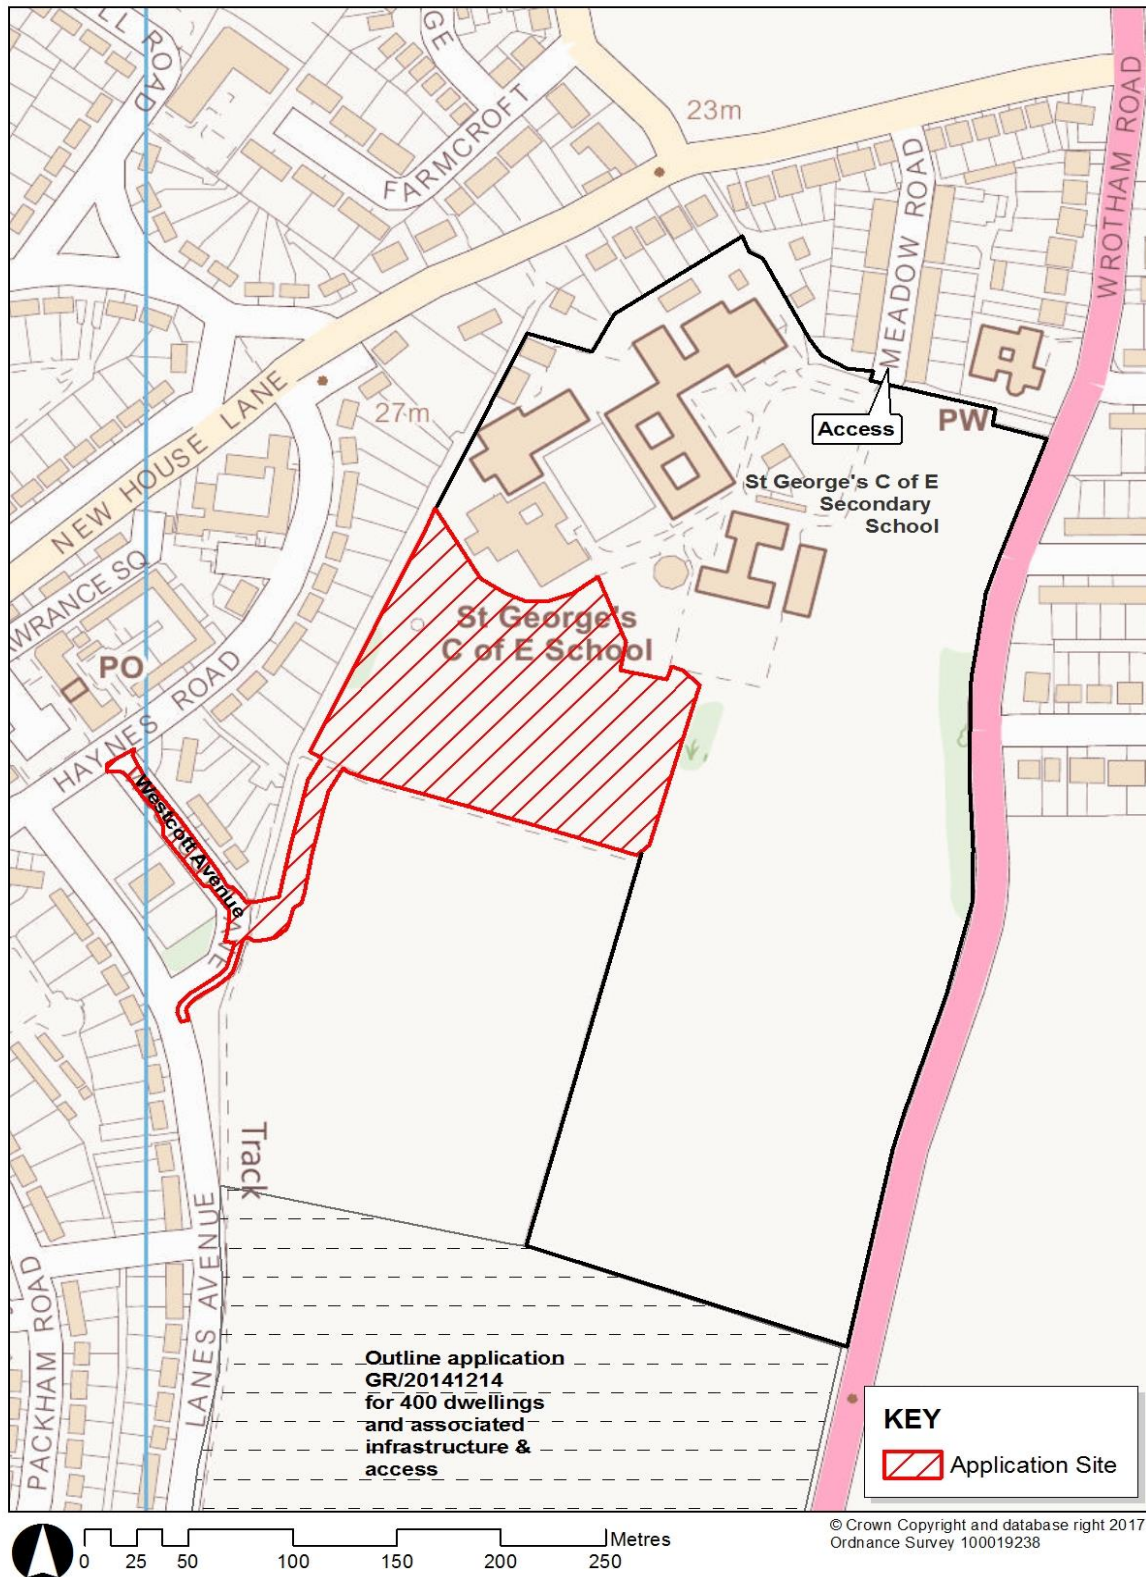 LL ROAD
GE
FARMCROFT
23m
MEADOW ROAD
WROTHAM ROAD
NEW HOUSE LANE
27m
Access
PW
St George's C of E
Secondary
School
WRANCE SQ
St George's
C of E School
PO
HAYNES ROAD
Westcott Avenue
Track
LANES AVENUE
PACKHAM ROAD
Outline application
GR/20141214
for 400 dwellings
and associated
infrastructure &
access
KEY
Application Site
0 25 50 100 150 200 250
Metres
© Crown Copyright and database right 2017
Ordnance Survey 100019238